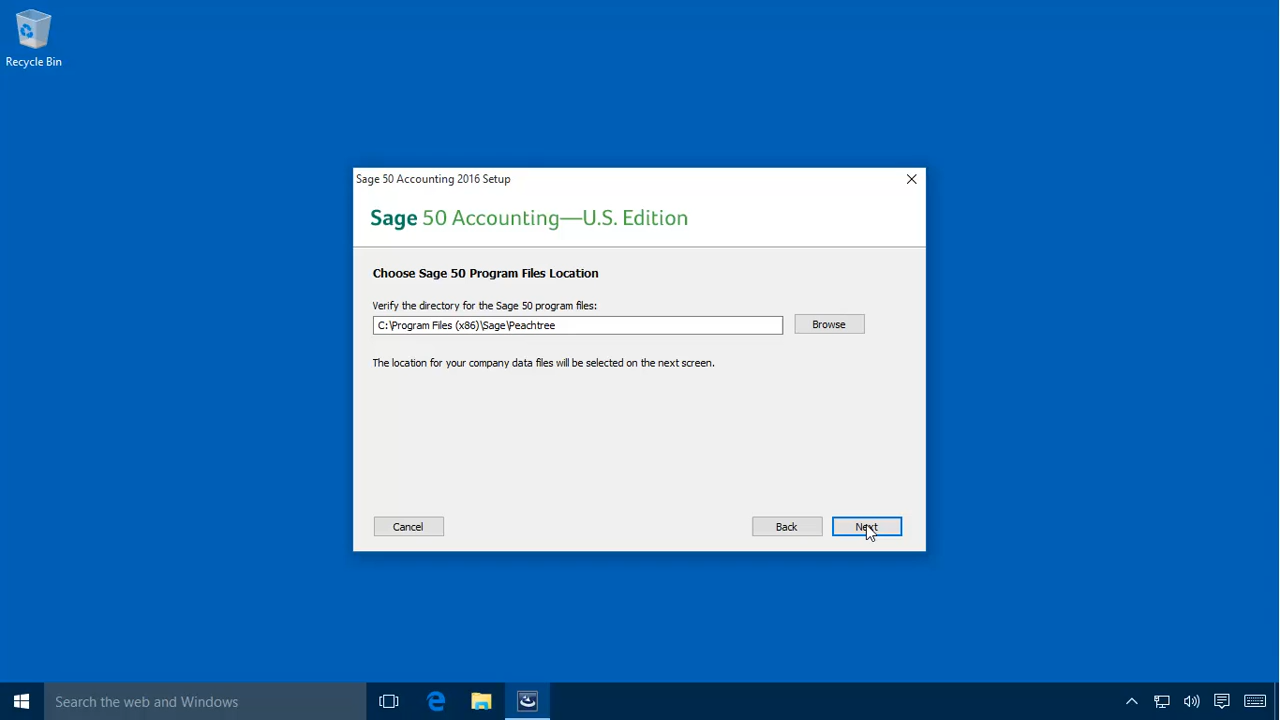 Recycle Bin
Sage 50 Accounting 2016 Setup
Sage 50 Accounting—U.S. Edition
Choose Sage 50 Program Files Location
Verify the directory for the Sage 50 program files:
C:\Program Files (x86)\Sage\Peachtree
Browse
The location for your company data files will be selected on the next screen.
Cancel
Back
Next
Search the web and Windows